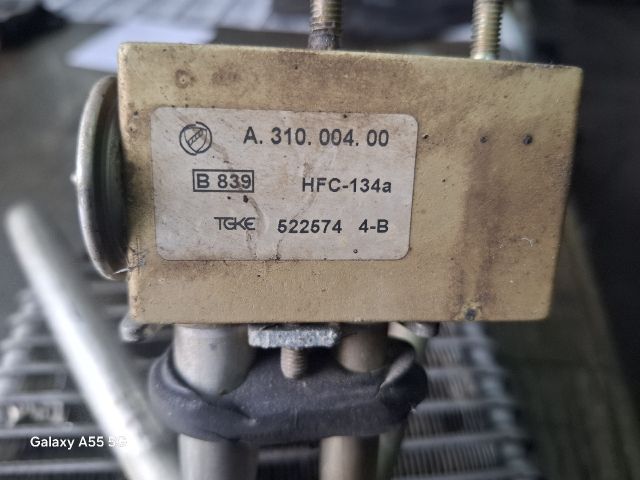 A. 310. 004. 00
B 839 HFC-134a
TGKE 522574 4-B
Galaxy A55 5G